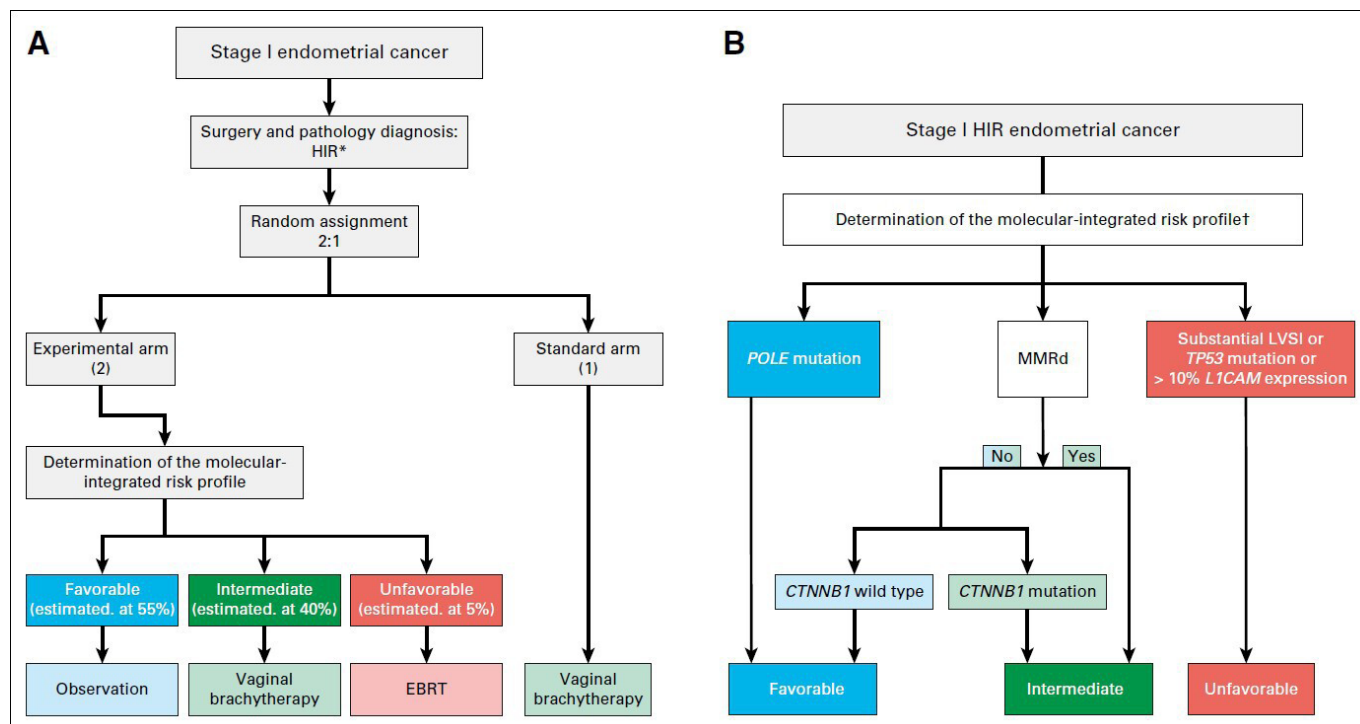 A
Stage I endometrial cancer
Surgery and pathology diagnosis:
HIR*
Random assignment
2:1
Experimental arm
(2)
Standard arm
(1)
Determination of the molecular-
integrated risk profile
Favorable
(estimated. at 55%)
Intermediate
(estimated. at 40%)
Unfavorable
(estimated. at 5%)
Observation
Vaginal
brachytherapy
EBRT
Vaginal
brachytherapy
B
Stage I HIR endometrial cancer
Determination of the molecular-integrated risk profile†
POLE mutation
MMRd
Substantial LVSI or
TP53 mutation or
> 10% L1CAM expression
No
Yes
CTNNB1 wild type
CTNNB1 mutation
Favorable
Intermediate
Unfavorable